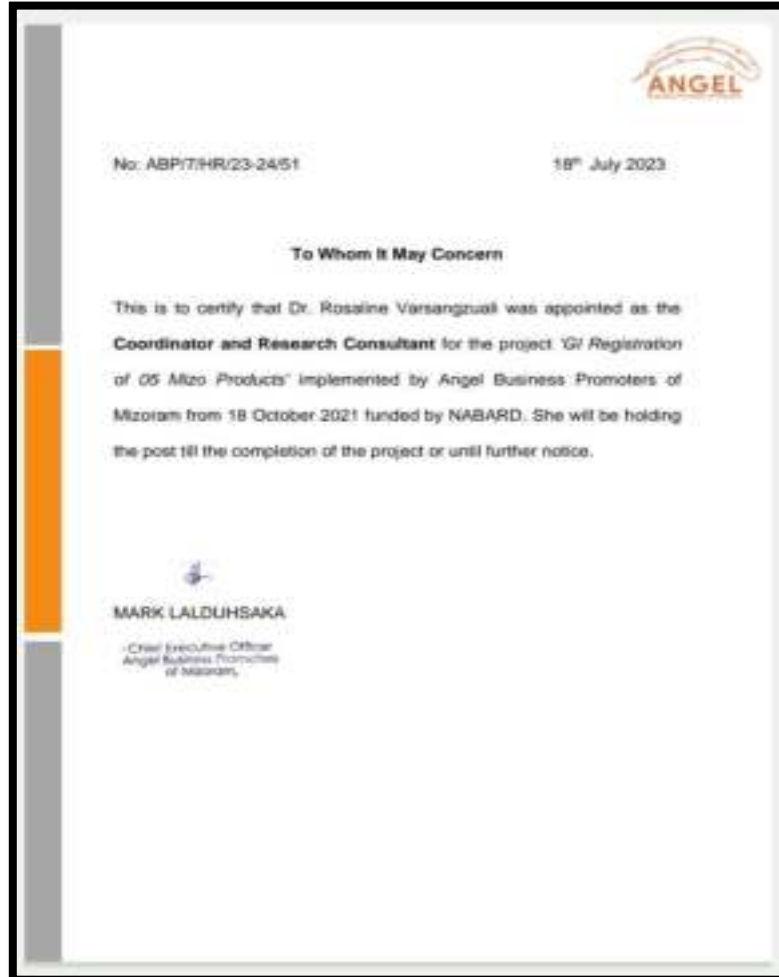 ANGEL
No: ABP/7/HR/23-24/51 18th July 2023
To Whom It May Concern
This is to certify that Dr. Rosaline Varsangzuali was appointed as the
Coordinator and Research Consultant for the project 'GI Registration
of 05 Mizo Products' implemented by Angel Business Promoters of
Mizoram from 18 October 2021 funded by NABARD. She will be holding
the post till the completion of the project or until further notice.
MARK LALDUHSAKA
Chief Executive Officer
Angel Business Promoters
of Mizoram,